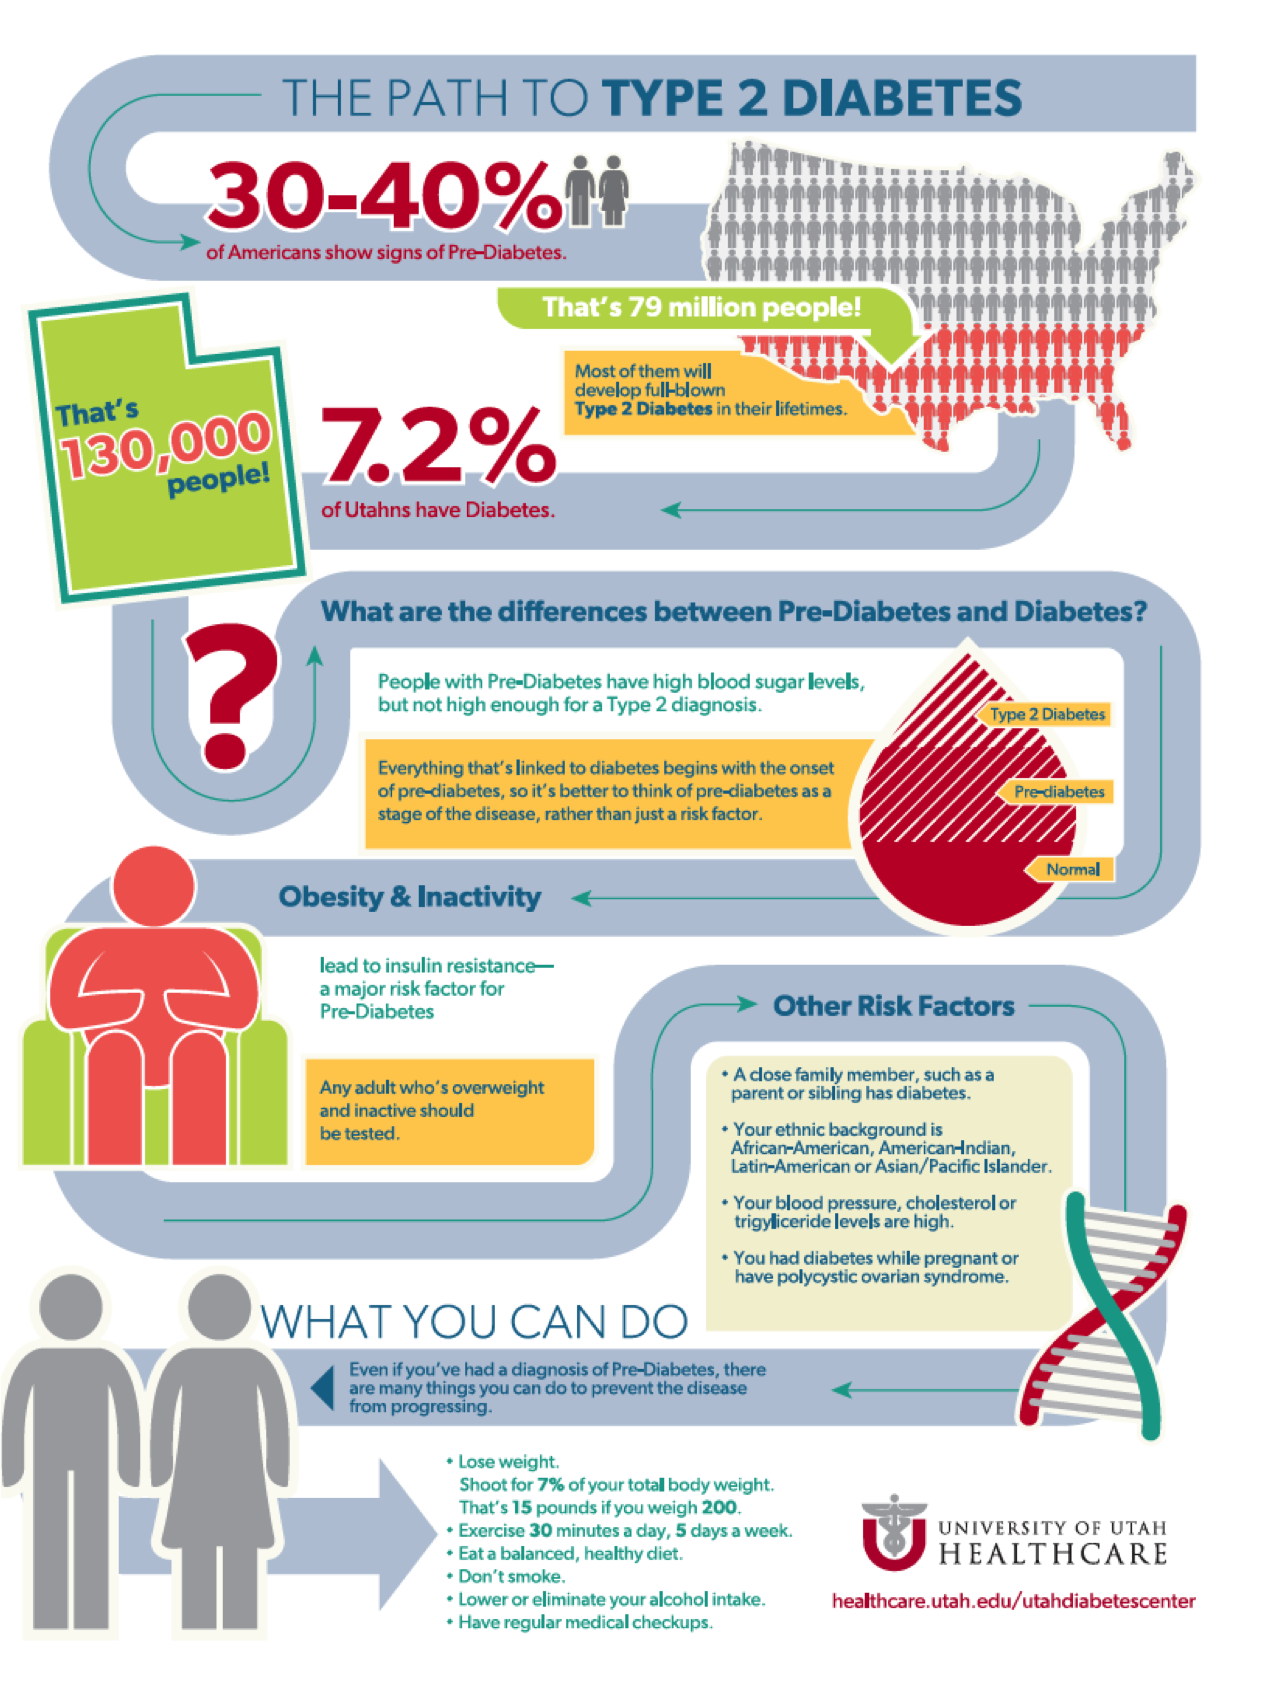 THE PATH TO TYPE 2 DIABETES
30-40%
of Americans show signs of Pre-Diabetes.
That's 79 million people!
Most of them will
develop full-blown
Type 2 Diabetes in their lifetimes.
That's
130,000
people!
7.2%
of Utahns have Diabetes.
?
What are the differences between Pre-Diabetes and Diabetes?
People with Pre-Diabetes have high blood sugar levels,
but not high enough for a Type 2 diagnosis.
Everything that's linked to diabetes begins with the onset
of pre-diabetes, so it's better to think of pre-diabetes as a
stage of the disease, rather than just a risk factor.
Type 2 Diabetes
Pre-diabetes
Normal
Obesity & Inactivity
lead to insulin resistance—
a major risk factor for
Pre-Diabetes
Any adult who's overweight
and inactive should
be tested.
Other Risk Factors
• A close family member, such as a
parent or sibling has diabetes.
• Your ethnic background is
African-American, American-Indian,
Latin-American or Asian/Pacific Islander.
• Your blood pressure, cholesterol or
trigyliceride levels are high.
• You had diabetes while pregnant or
have polycystic ovarian syndrome.
WHAT YOU CAN DO
Even if you've had a diagnosis of Pre-Diabetes, there
are many things you can do to prevent the disease
from progressing.
• Lose weight.
Shoot for 7% of your total body weight.
That's 15 pounds if you weigh 200.
• Exercise 30 minutes a day, 5 days a week.
• Eat a balanced, healthy diet.
• Don't smoke.
• Lower or eliminate your alcohol intake.
• Have regular medical checkups.
UNIVERSITY OF UTAH
HEALTHCARE
healthcare.utah.edu/utahdiabetescenter